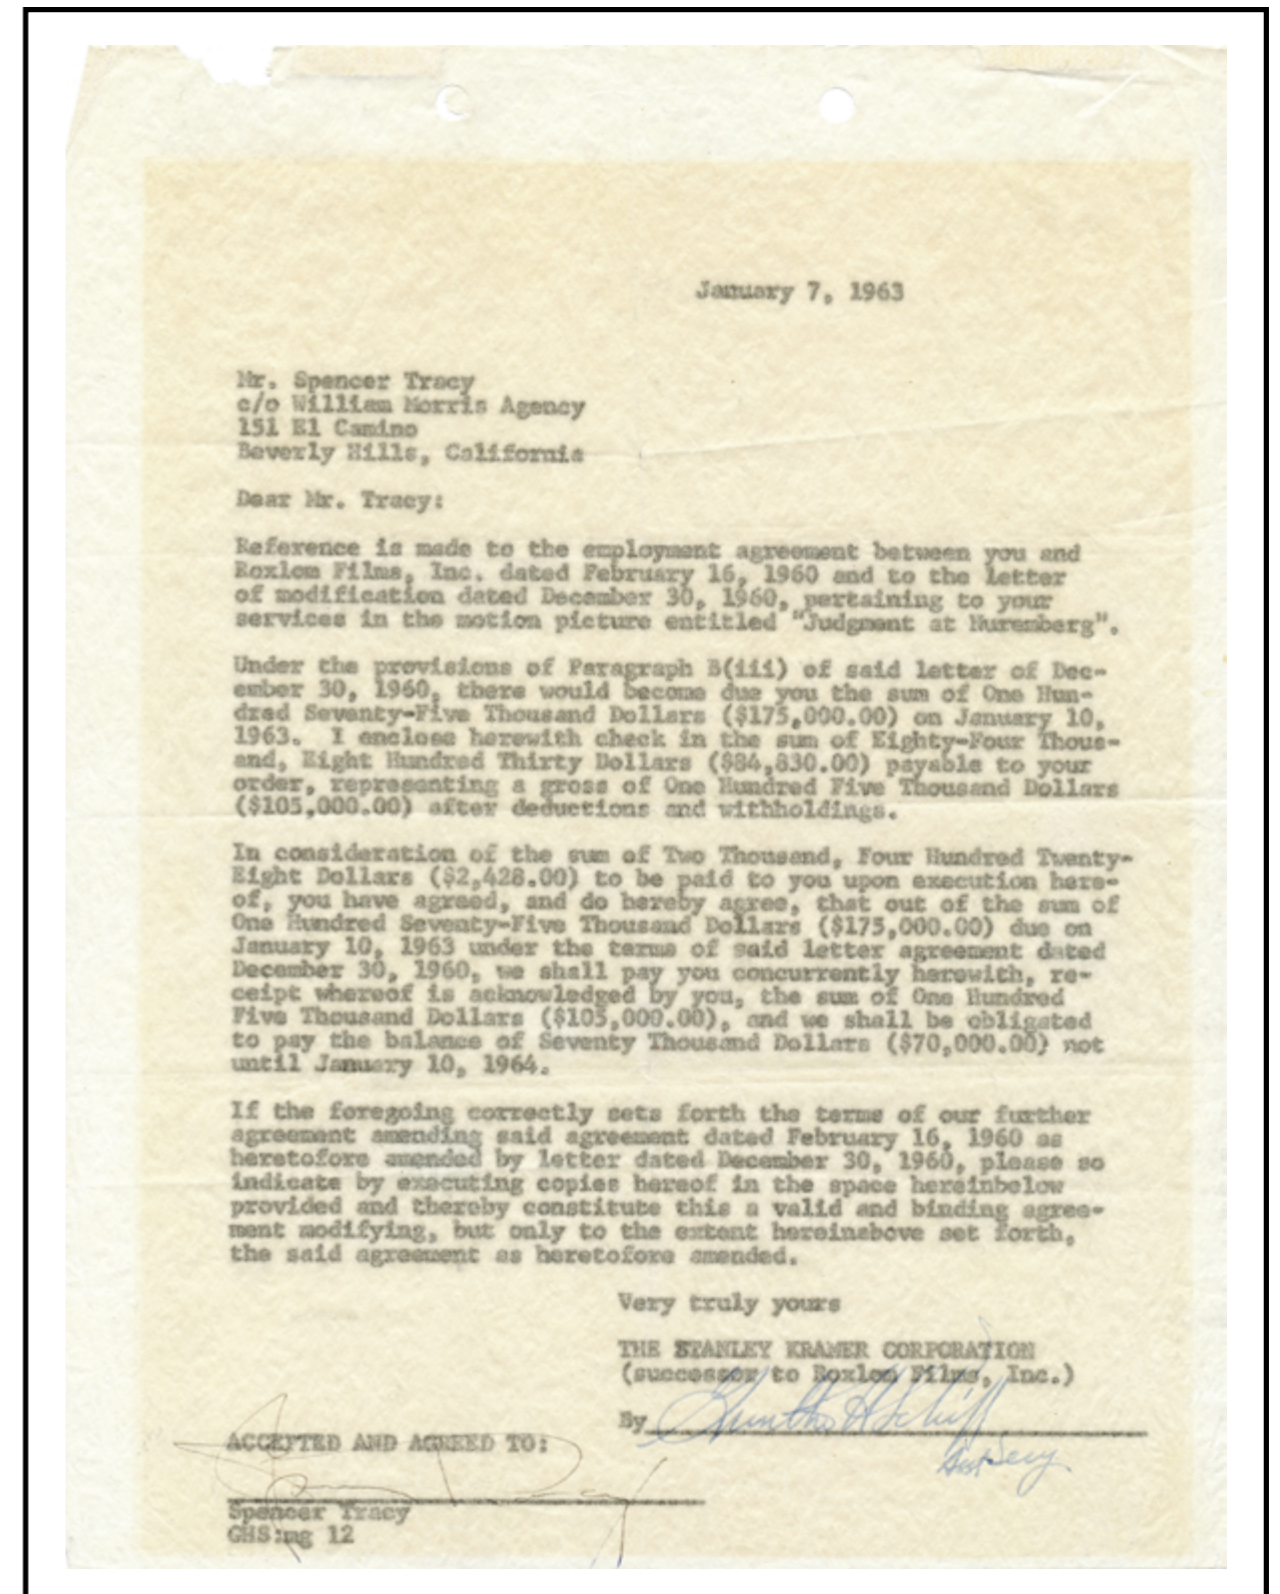 January 7, 1963
Mr. Spencer Tracy
c/o William Morris Agency
151 El Camino
Beverly Hills, California
Dear Mr. Tracy:
Reference is made to the employment agreement between you and
Roxlom Films, Inc. dated February 16, 1960 and to the letter
of modification dated December 30, 1960, pertaining to your
services in the motion picture entitled "Judgment at Nuremberg".
Under the provisions of Paragraph B(iii) of said letter of Dec-
ember 30, 1960, there would become due you the sum of One Hun-
dred Seventy-Five Thousand Dollars ($175,000.00) on January 10,
1963. I enclose herewith check in the sum of Eighty-Four Thous-
and, Eight Hundred Thirty Dollars ($84,830.00) payable to your
order, representing a gross of One Hundred Five Thousand Dollars
($105,000.00) after deductions and withholdings.
In consideration of the sum of Two Thousand, Four Hundred Twenty-
Eight Dollars ($2,428.00) to be paid to you upon execution here-
of, you have agreed, and do hereby agree, that out of the sum of
One Hundred Seventy-Five Thousand Dollars ($175,000.00) due on
January 10, 1963 under the terms of said letter agreement dated
December 30, 1960, we shall pay you concurrently herewith, re-
ceipt whereof is acknowledged by you, the sum of One Hundred
Five Thousand Dollars ($105,000.00), and we shall be obligated
to pay the balance of Seventy Thousand Dollars ($70,000.00) not
until January 10, 1964.
If the foregoing correctly sets forth the terms of our further
agreement amending said agreement dated February 16, 1960 as
heretofore amended by letter dated December 30, 1960, please so
indicate by executing copies hereof in the space hereinbelow
provided and thereby constitute this a valid and binding agree-
ment modifying, but only to the extent hereinabove set forth,
the said agreement as heretofore amended.
Very truly yours
THE STANLEY KRAMER CORPORATION
(successor to Roxlom Films, Inc.)
By
Asst Secy
ACCEPTED AND AGREED TO:
Spencer Tracy
GHS:mg 12